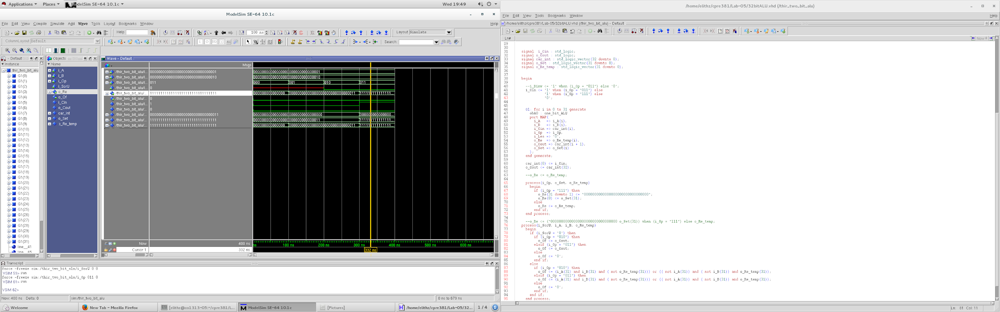 Applications Places ModelSim SE-64 10.1c Wed 19:49
ModelSim SE-64 10.1c
File Edit View Compile Simulate Add Wave Tools Layout Bookmarks Window Help
Help 100 ns Layout Simulate
ColumnLayout Default Search:
- Default
Instance
thir_two_bit_alu
G1(0)
G1(1)
G1(2)
G1(3)
G1(4)
G1(5)
G1(6)
G1(7)
G1(8)
G1(9)
G1(10)
G1(11)
G1(12)
G1(13)
G1(14)
G1(15)
G1(16)
G1(17)
G1(18)
G1(19)
G1(20)
G1(21)
G1(22)
G1(23)
G1(24)
G1(25)
G1(26)
G1(27)
G1(28)
G1(29)
G1(30)
G1(31)
line__41
line__65
Objects
Name
i_A
i_B
i_Op
i_SorU
o_Re
o_Of
i_Cin
o_Cout
car_int
o_Set
o_Re_temp
Wave - Default
Msgs
/thir_two_bit_alu/i... 00000000000000000000000000000001
/thir_two_bit_alu/i... 00000000000000000000000000000010
/thir_two_bit_alu/i... 011 000 001 010 011
/thir_two_bit_alu/i... 0
/thir_two_bit_alu/... 11111111111111111111111111111111
/thir_two_bit_alu/... 0
/thir_two_bit_alu/... 1
/thir_two_bit_alu/... 0
/thir_two_bit_alu/... 000000000000000000000000000000011
/thir_two_bit_alu/... 11111111111111111111111111111111
/thir_two_bit_alu/... 11111111111111111111111111111111
Now 400 ns ns 100 ns 200 ns 300 ns 400 ns 500 ns 600 ns
Cursor 1 332 ns 332 ns
Transcript
force -freeze sim:/thir_two_bit_alu/i_SorU 0 0
VSIM 59> run
force -freeze sim:/thir_two_bit_alu/i_Op 011 0
VSIM 61> run
VSIM 62>
Now: 400 ns Delta: 0 sim:/thir_two_bit_alu 0 ns to 679 ns
Welcome New Tab - Mozilla Firefox [elithz@co1313-05:~/cpre381/L... ModelSim SE-64 10.1c [Pictures] /home/elithz/cpre381/Lab-05/32... 1 / 4 1
/home/elithz/cpre381/Lab-05/32bitALU.vhd (/thir_two_bit_alu)
File Edit View Tools Bookmarks Window Help
/home/elithz/cpre381/Lab-05/32bitALU.vhd (/thir_two_bit_alu) - Default
Ln# Now
29
30
31 signal i_Cin : std_logic;
32 signal o_Cout : std_logic;
33 signal car_int : std_logic_vector(32 downto 0);
34 signal o_Set : std_logic_vector(31 downto 0);
35 signal o_Re_temp : std_logic_vector(31 downto 0);
36
37
38 begin
39
40 --i_Binv <= '1' when (i_Op = "011") else '0';
41 i_Cin <= '1' when (i_Op = "011") else
42 '1' when (i_Op = "111") else
43 '0';
44
45
46 G1: for i in 0 to 31 generate
47 obA0 : one_bit_ALU
48 port MAP(
49 i_A => i_A(i),
50 i_B => i_B(i),
51 i_Cin => car_int(i),
52 i_Op => i_Op,
53 i_Les => '0',
54 o_Re => o_Re_temp(i),
55 o_Cout => car_int(i + 1),
56 o_Set => o_Set(i)
57 );
58 end generate;
59
60 car_int(0) <= i_Cin;
61 o_Cout <= car_int(32);
62
63 --o_Re <= o_Re_temp;
64
65 process(i_Op, o_Set, o_Re_temp)
66 begin
67 if (i_Op = "111") then
68 o_Re(31 downto 1) <= "0000000000000000000000000000000";
69 o_Re(0) <= o_Set(31);
70 else
71 o_Re <= o_Re_temp;
72 end if;
73 end process;
74
75 --o_Re <= ("0000000000000000000000000000000 o_Set(31)) when (i_Op = "111") else o_Re_temp;
76 process(i_SorU, i_A, i_B, o_Re_temp)
77 begin
78 if (i_SorU = '0') then
79 if (i_Op = "010") then
80 o_Of <= o_Cout;
81 elsif (i_Op = "011") then
82 o_Of <= o_Cout;
83 else
84 o_Of <= '0';
85 end if;
86 else
87 if (i_Op = "010") then
88 o_Of <= (i_A(31) and i_B(31) and ( not o_Re_temp(31))) or (( not i_A(31)) and ( not i_B(31)) and o_Re_temp(31));
89 elsif (i_Op = "011") then
90 o_Of <= (i_A(31) and i_B(31) and ( not o_Re_temp(31))) or (( not i_A(31)) and ( not i_B(31)) and o_Re_temp(31));
91 else
92 o_Of <= '0';
93 end if;
94 end if;
95 end process;
Ln: 81 Col: 11